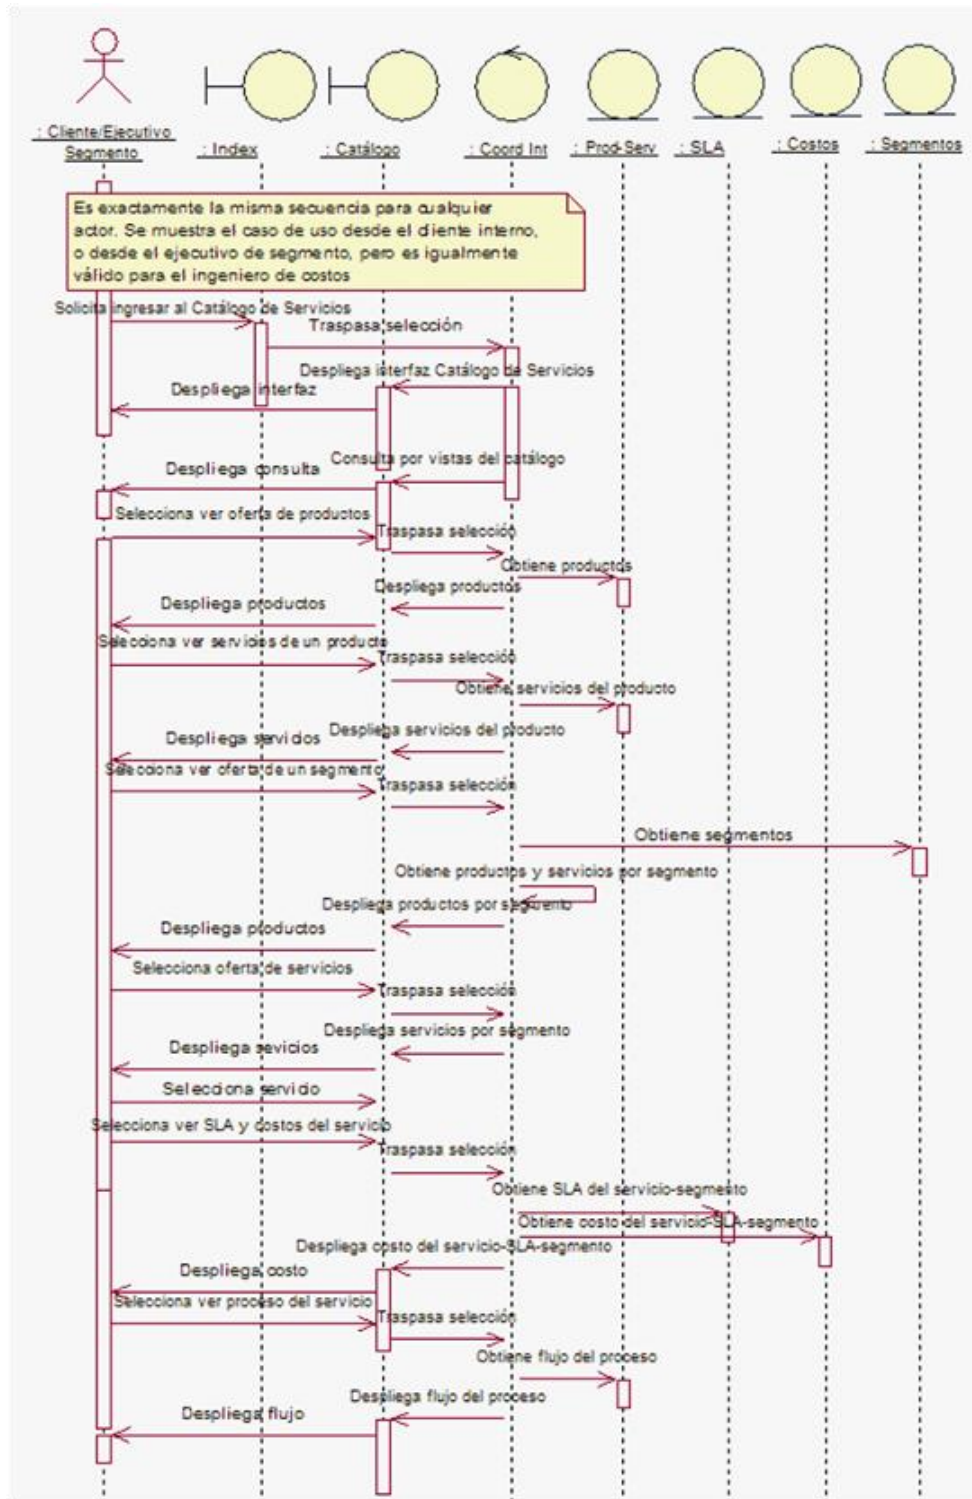 : Cliente/Ejecutivo
Segmento
: Index
: Catálogo
: Coord Int
: Prod-Serv
: SLA
: Costos
: Segmentos
Es exactamente la misma secuencia para cualquier
actor. Se muestra el caso de uso desde el cliente interno,
o desde el ejecutivo de segmento, pero es igualmente
válido para el ingeniero de costos
Solicita ingresar al Catálogo de Servicios
Traspasa selección
Despliega interfaz Catálogo de Servicios
Despliega interfaz
Consulta por vistas del catálogo
Despliega consulta
Selecciona ver oferta de productos
Traspasa selección
Obtiene productos
Despliega productos
Despliega productos
Selecciona ver servicios de un producto
Traspasa selección
Obtiene servicios del producto
Despliega servicios del producto
Despliega servicios
Selecciona ver oferta de un segmento
Traspasa selección
Obtiene segmentos
Obtiene productos y servicios por segmento
Despliega productos por segmento
Despliega productos
Selecciona oferta de servicios
Traspasa selección
Despliega servicios por segmento
Despliega sevicios
Selecciona servicio
Selecciona ver SLA y costos del servicio
Traspasa selección
Obtiene SLA del servicio-segmento
Obtiene costo del servicio-SLA-segmento
Despliega costo del servicio-SLA-segmento
Despliega costo
Selecciona ver proceso del servicio
Traspasa selección
Obtiene flujo del proceso
Despliega flujo del proceso
Despliega flujo